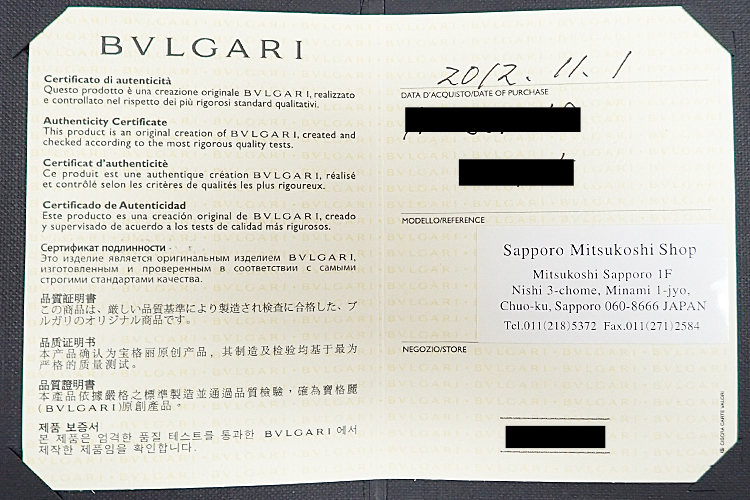 BVLGARI
Certificato di autenticità
Questo prodotto è una creazione originale BVLGARI, realizzato
e controllato nel rispetto dei più rigorosi standard qualitativi.
Authenticity Certificate
This product is an original creation of BVLGARI, created and
checked according to the most rigorous quality tests.
Certificat d'authenticitè
Ce produit est une authentique création BVLGARI, réalisé
et contrôlé selon les critères de qualités les plus rigoureux.
Certificado de Autenticidad
Este producto es una creación original de BVLGARI, creado
y supervisado de acuerdo a los tests de calidad más rigurosos.
Сертификат подлинности
Это изделие является оригинальным изделием BVLGARI,
изготовленным и проверенным в соответствии с самыми
строгими стандартами качества.
品質証明書
この商品は、厳しい品質基準により製造され検査に合格した、ブ
ルガリのオリジナル商品です。
品质证明书
本产品确认为宝格丽原创产品，其制造及检验均基于最为
严格的质量测试。
品質證明書
本產品依據嚴格之標準製造並通過品質檢驗，確為寶格麗
(BVLGARI)原創產品。
제품 보증서
본 제품은 엄격한 품질 테스트를 통과한 BVLGARI에서
제작한 제품임을 확인합니다.
2012.11.1
DATA D'ACQUISTO/DATE OF PURCHASE
MODELLO/REFERENCE
Sapporo Mitsukoshi Shop
Mitsukoshi Sapporo 1F
Nishi 3-chome, Minami 1-jyo,
Chuo-ku, Sapporo 060-8666 JAPAN
Tel.011(218)5372 Fax.011(271)2584
NEGOZIO/STORE